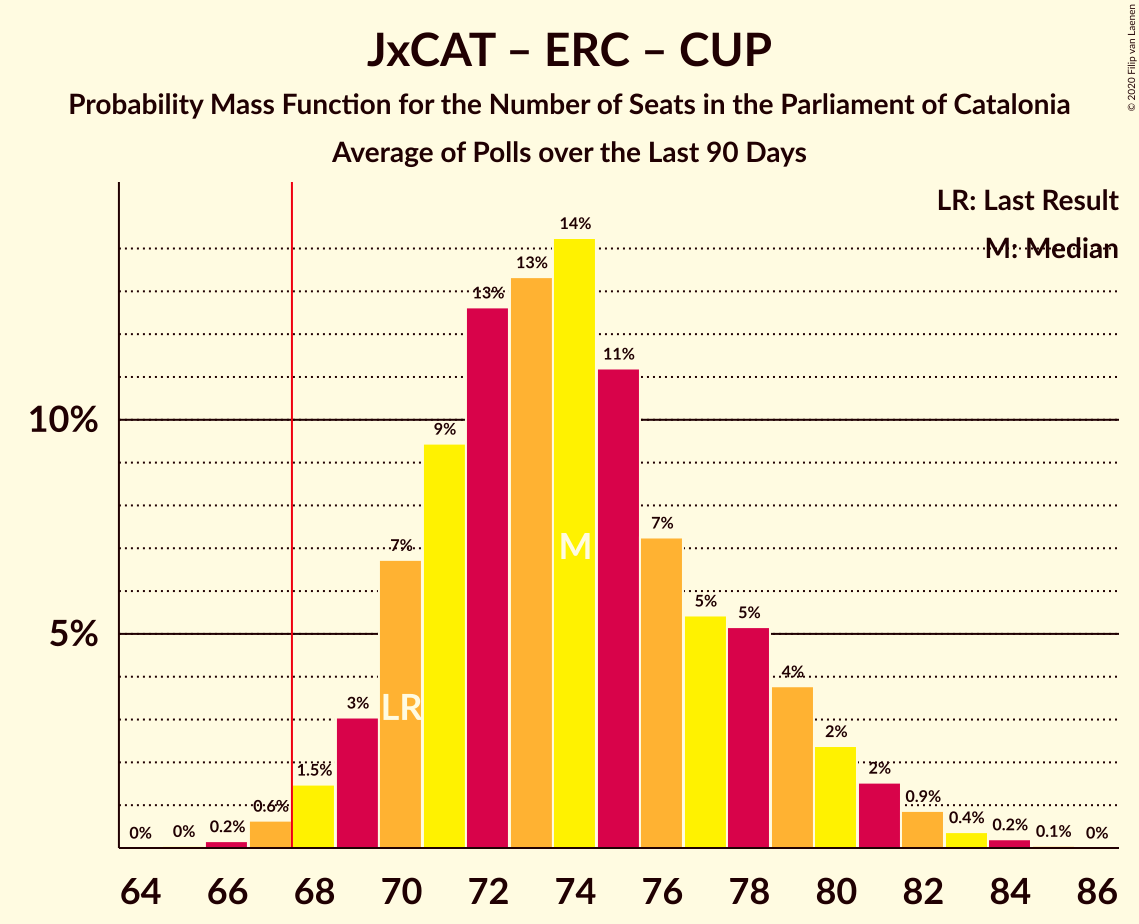 JxCAT – ERC – CUP
Probability Mass Function for the Number of Seats in the Parliament of Catalonia
Average of Polls over the Last 90 Days
© 2020 Filip van Laenen
LR: Last Result
M: Median
10%
5%
0%
0%
0.2%
0.6%
1.5%
3%
7%
9%
13%
13%
14%
11%
7%
5%
5%
4%
2%
2%
0.9%
0.4%
0.2%
0.1%
0%
LR
M
64 66 68 70 72 74 76 78 80 82 84 86